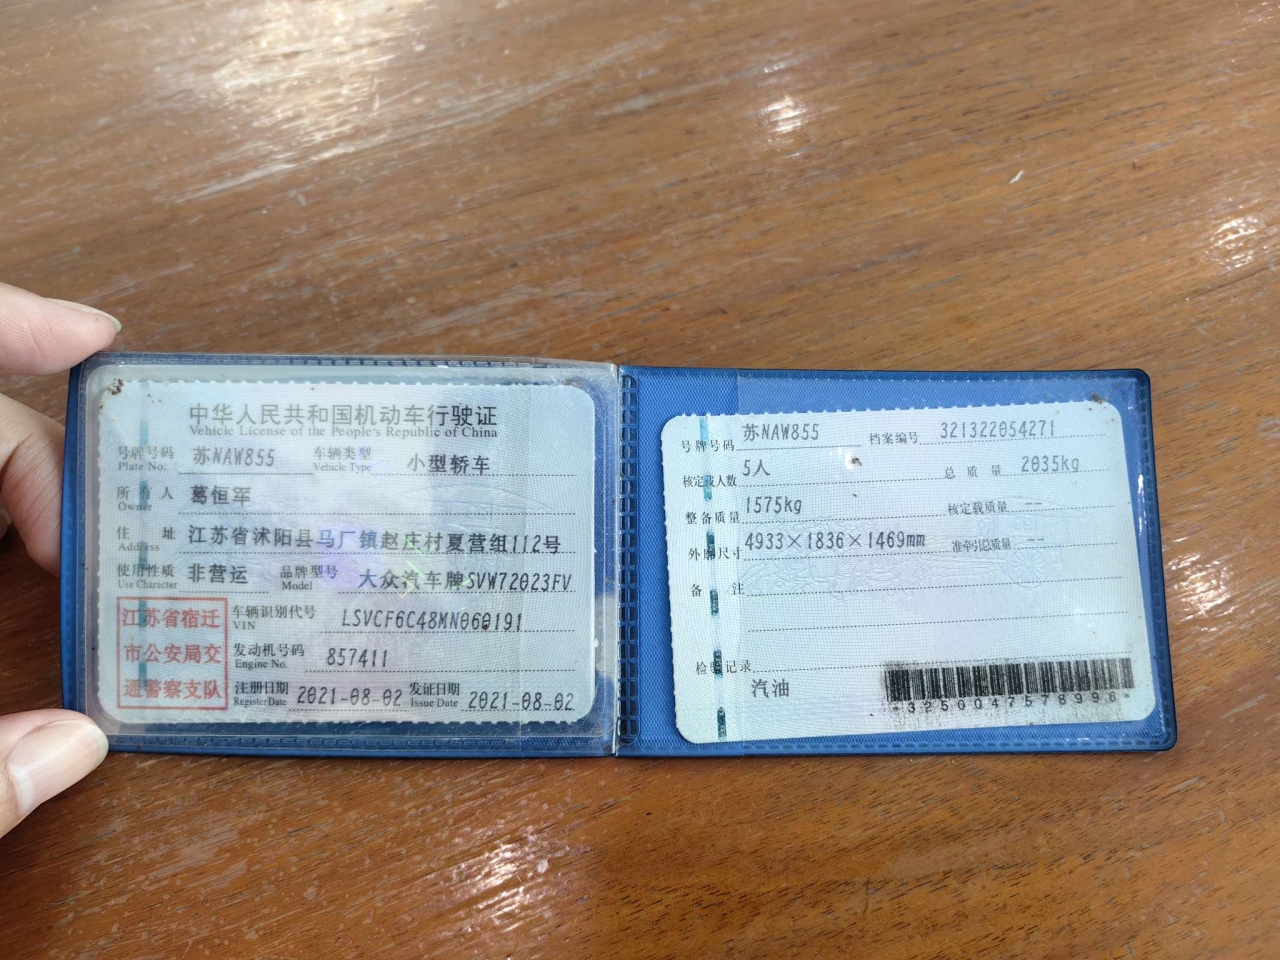 中华人民共和国机动车行驶证
Vehicle License of the People's Republic of China
号牌号码 苏NAW855 车辆类型 小型轿车
Plate No. Vehicle Type
所有人 葛恒军
Owner
住址 江苏省沭阳县马厂镇赵庄村夏营组112号
Address
使用性质 非营运 品牌型号 大众汽车牌SVW72023FV
Use Character Model
江苏省宿迁
市公安局交
通警察支队
车辆识别代号 LSVCF6C48MN060191
VIN
发动机号码 857411
Engine No.
注册日期 2021-08-02 发证日期 2021-08-02
Register Date Issue Date
号牌号码 苏NAW855 档案编号 321322054271
核定载人数 5人 总质量 2035kg
整备质量 1575kg 核定载质量 --
外廓尺寸 4933×1836×1469mm 准牵引总质量 --
备注
检验记录
汽油
*3250047578996*